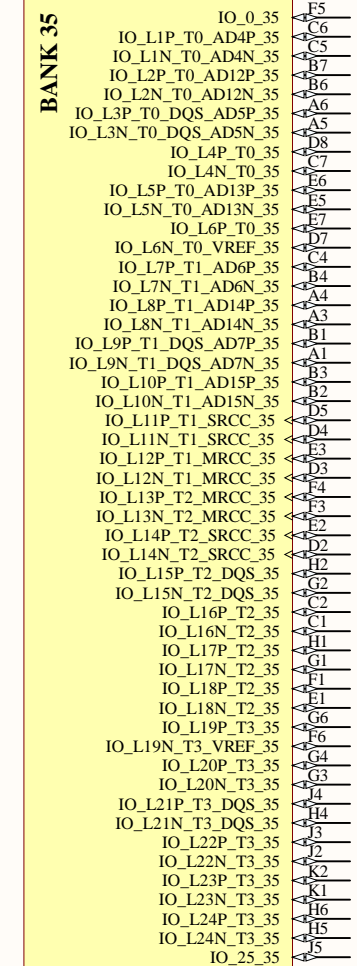 BANK 35
IO_0_35 F5
IO_L1P_T0_AD4P_35 C6
IO_L1N_T0_AD4N_35 C5
IO_L2P_T0_AD12P_35 B7
IO_L2N_T0_AD12N_35 B6
IO_L3P_T0_DQS_AD5P_35 A6
IO_L3N_T0_DQS_AD5N_35 A5
IO_L4P_T0_35 D8
IO_L4N_T0_35 C7
IO_L5P_T0_AD13P_35 E6
IO_L5N_T0_AD13N_35 E5
IO_L6P_T0_35 E7
IO_L6N_T0_VREF_35 D7
IO_L7P_T1_AD6P_35 C4
IO_L7N_T1_AD6N_35 B4
IO_L8P_T1_AD14P_35 A4
IO_L8N_T1_AD14N_35 A3
IO_L9P_T1_DQS_AD7P_35 B1
IO_L9N_T1_DQS_AD7N_35 A1
IO_L10P_T1_AD15P_35 B3
IO_L10N_T1_AD15N_35 B2
IO_L11P_T1_SRCC_35 D5
IO_L11N_T1_SRCC_35 D4
IO_L12P_T1_MRCC_35 E3
IO_L12N_T1_MRCC_35 D3
IO_L13P_T2_MRCC_35 F4
IO_L13N_T2_MRCC_35 F3
IO_L14P_T2_SRCC_35 E2
IO_L14N_T2_SRCC_35 D2
IO_L15P_T2_DQS_35 H2
IO_L15N_T2_DQS_35 G2
IO_L16P_T2_35 C2
IO_L16N_T2_35 C1
IO_L17P_T2_35 H1
IO_L17N_T2_35 G1
IO_L18P_T2_35 F1
IO_L18N_T2_35 E1
IO_L19P_T3_35 G6
IO_L19N_T3_VREF_35 F6
IO_L20P_T3_35 G4
IO_L20N_T3_35 G3
IO_L21P_T3_DQS_35 J4
IO_L21N_T3_DQS_35 H4
IO_L22P_T3_35 J3
IO_L22N_T3_35 J2
IO_L23P_T3_35 K2
IO_L23N_T3_35 K1
IO_L24P_T3_35 H6
IO_L24N_T3_35 H5
IO_25_35 J5